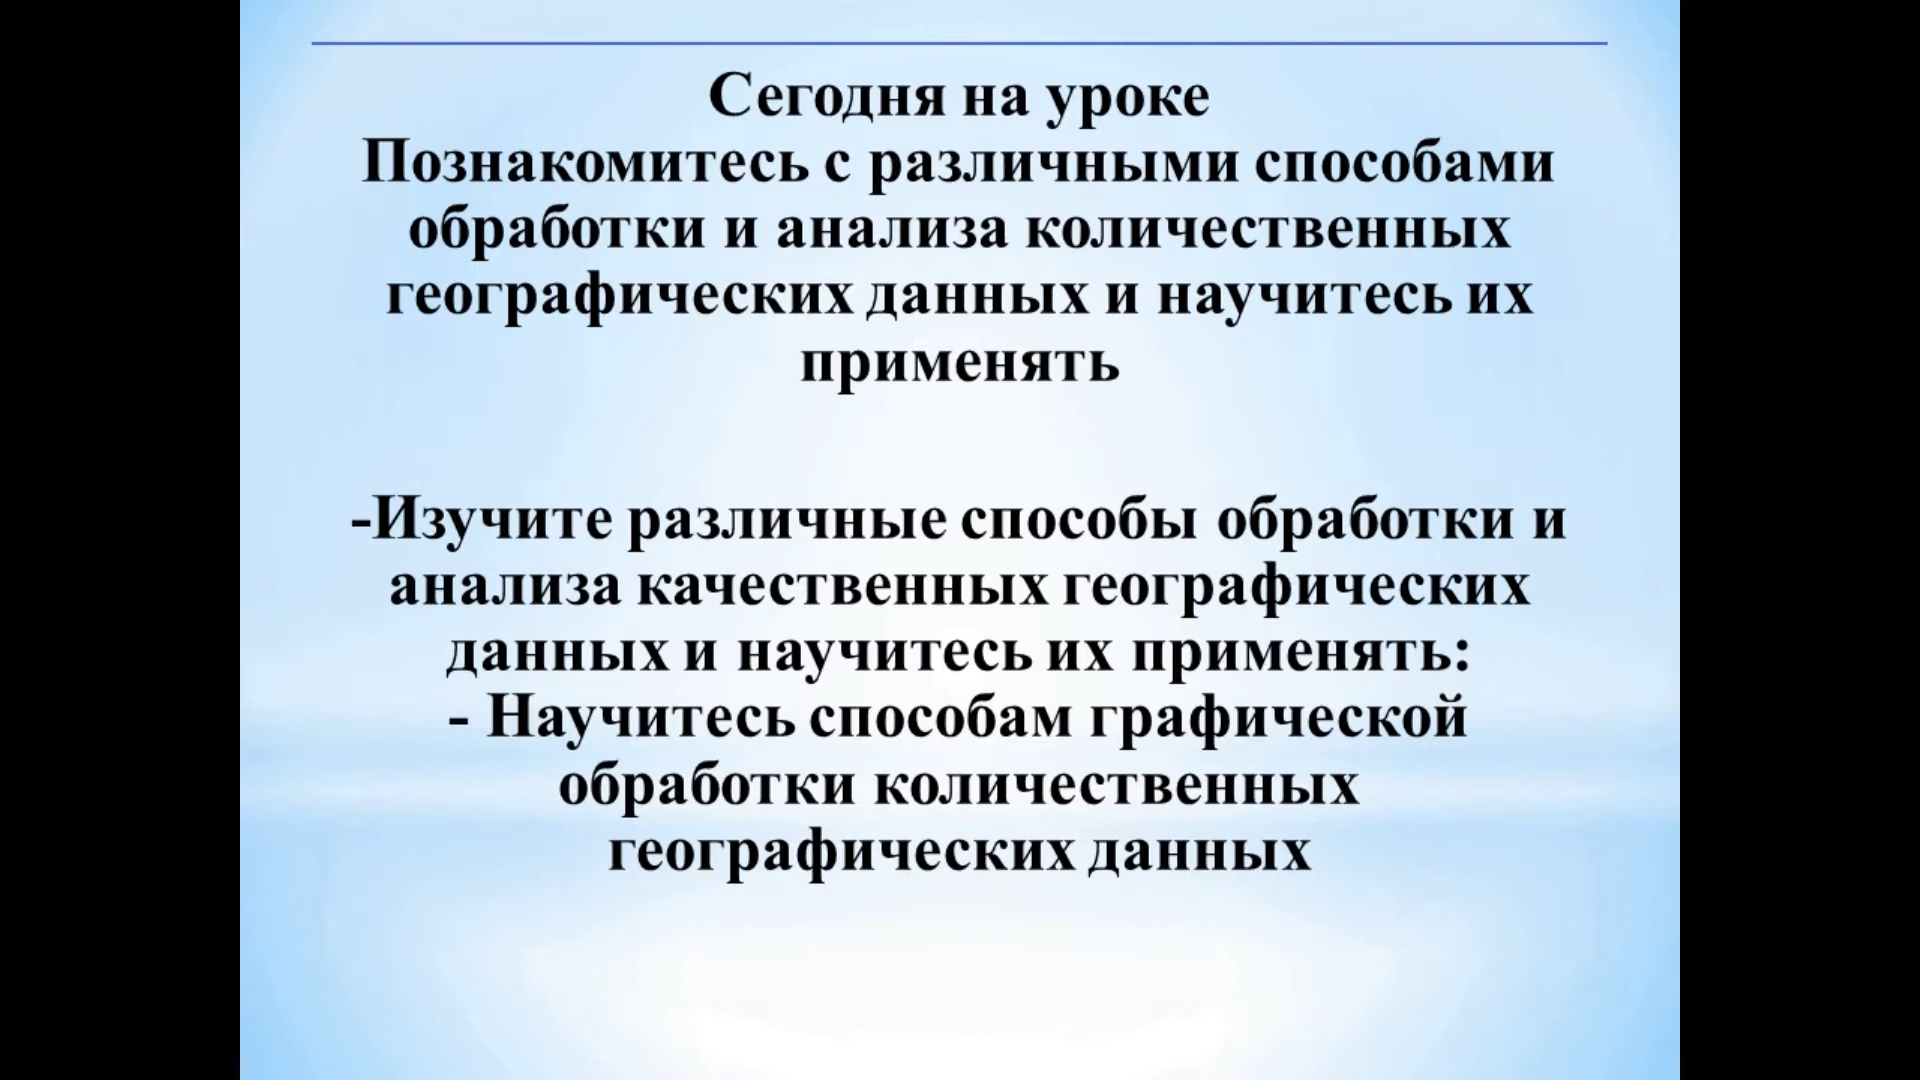 Сегодня на уроке
Познакомитесь с различными способами
обработки и анализа количественных
географических данных и научитесь их
применять
-Изучите различные способы обработки и
анализа качественных географических
данных и научитесь их применять:
- Научитесь способам графической
обработки количественных
географических данных